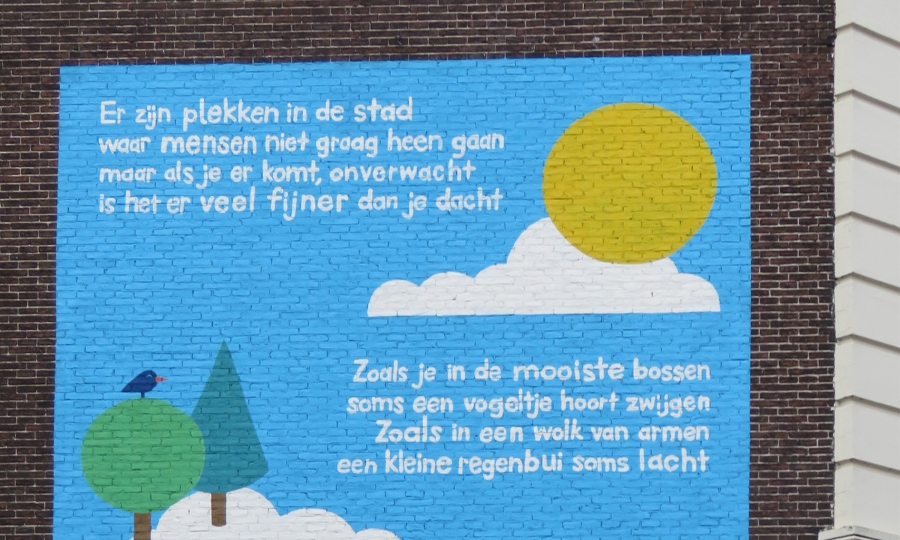 Er zijn plekken in de stad
waar mensen niet graag heen gaan
maar als je er komt, onverwacht
is het er veel fijner dan je dacht
Zoals je in de mooiste bossen
soms een vogeltje hoort zwijgen
Zoals in een wolk van armen
een kleine regenbui soms lacht